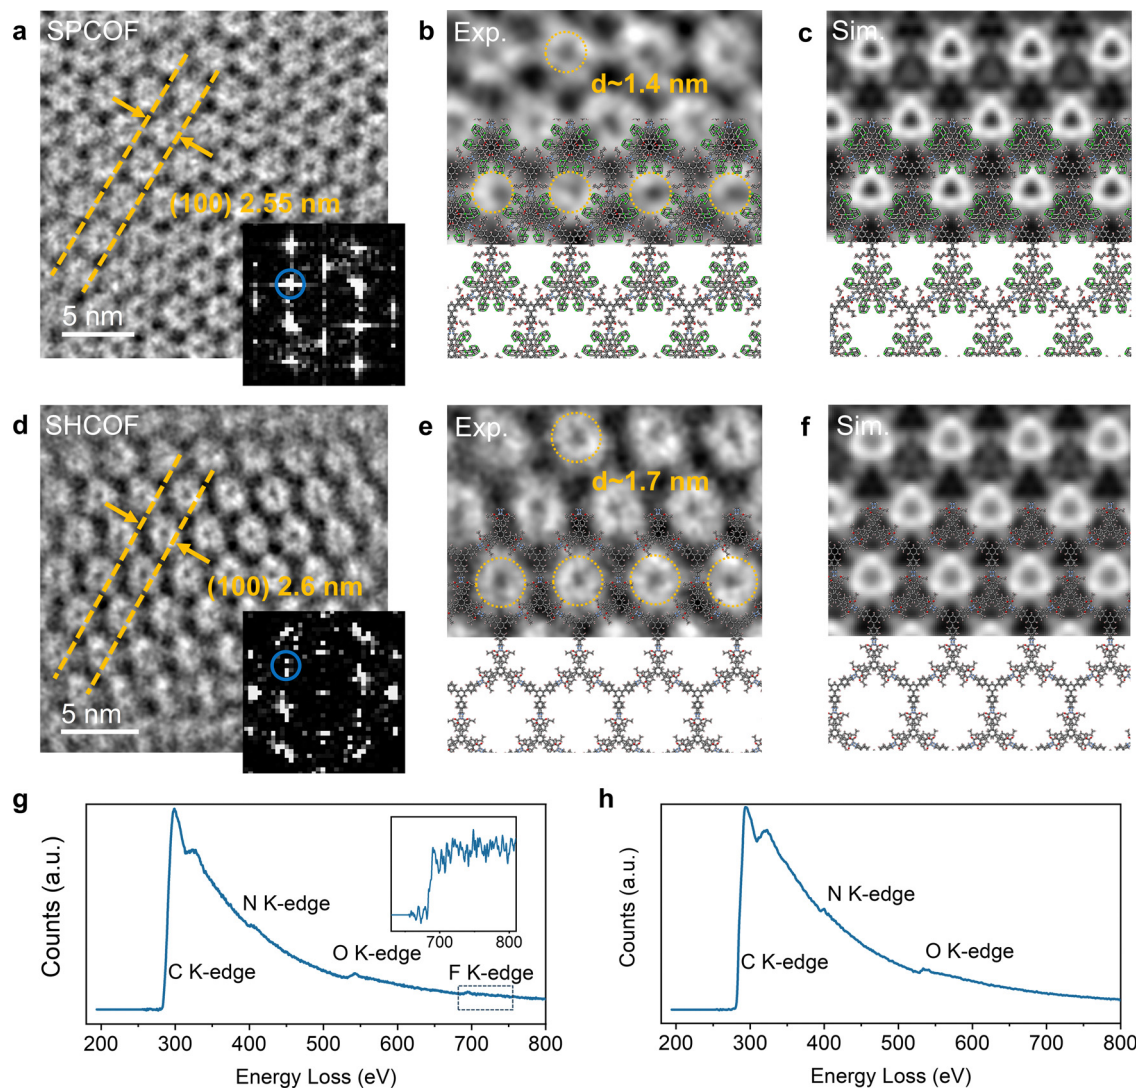 a
SPCOF
(100) 2.55 nm
5 nm
b
Exp.
d~1.4 nm
c
Sim.
d
SHCOF
(100) 2.6 nm
5 nm
e
Exp.
d~1.7 nm
f
Sim.
g
Counts (a.u.)
C K-edge
N K-edge
O K-edge
F K-edge
700
800
200
300
400
500
600
700
800
Energy Loss (eV)
h
Counts (a.u.)
C K-edge
N K-edge
O K-edge
200
300
400
500
600
700
800
Energy Loss (eV)